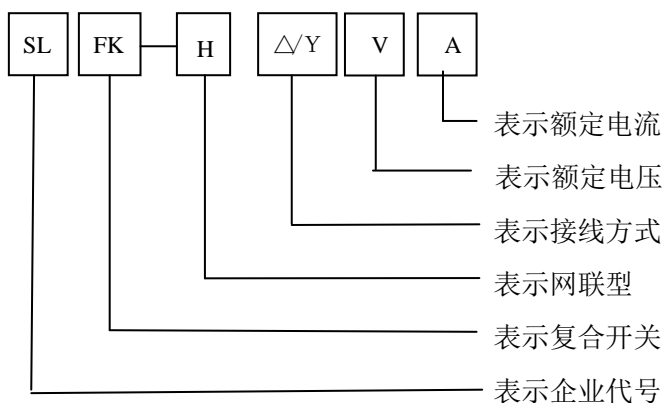 SL FK H △/Y V A
表示额定电流
表示额定电压
表示接线方式
表示网联型
表示复合开关
表示企业代号